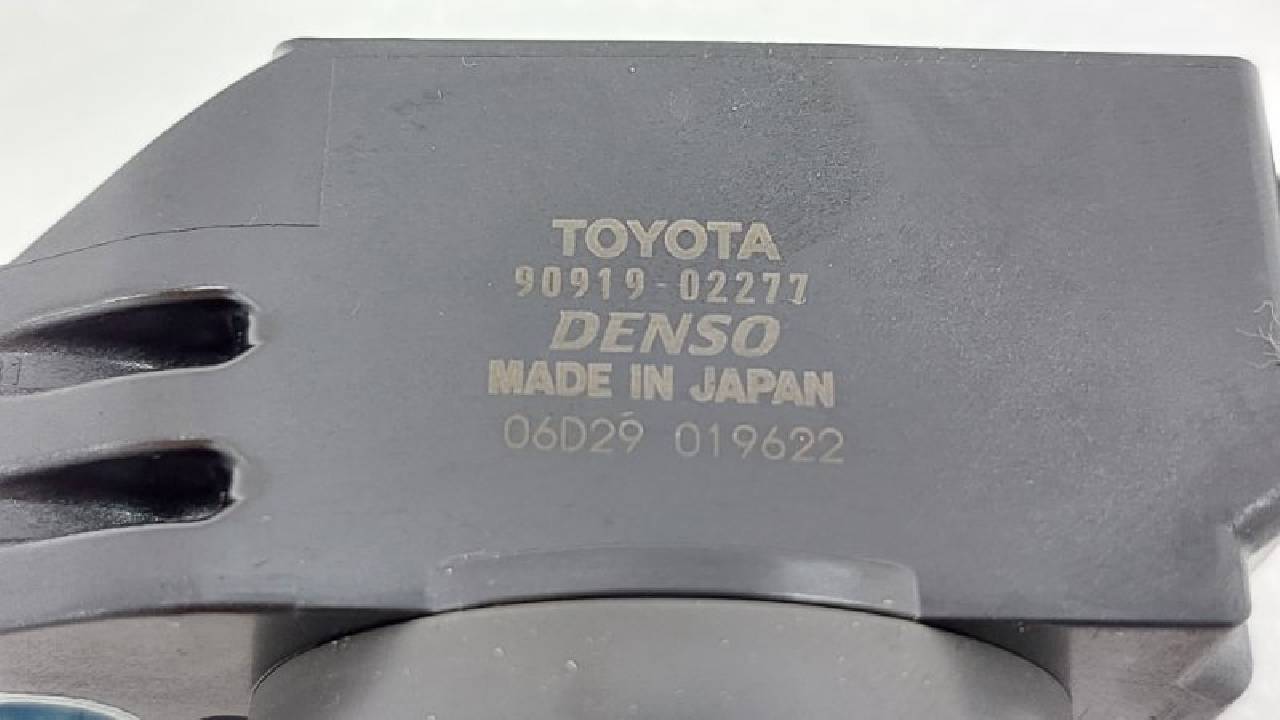 TOYOTA
90919-02277
DENSO
MADE IN JAPAN
06D29 019622